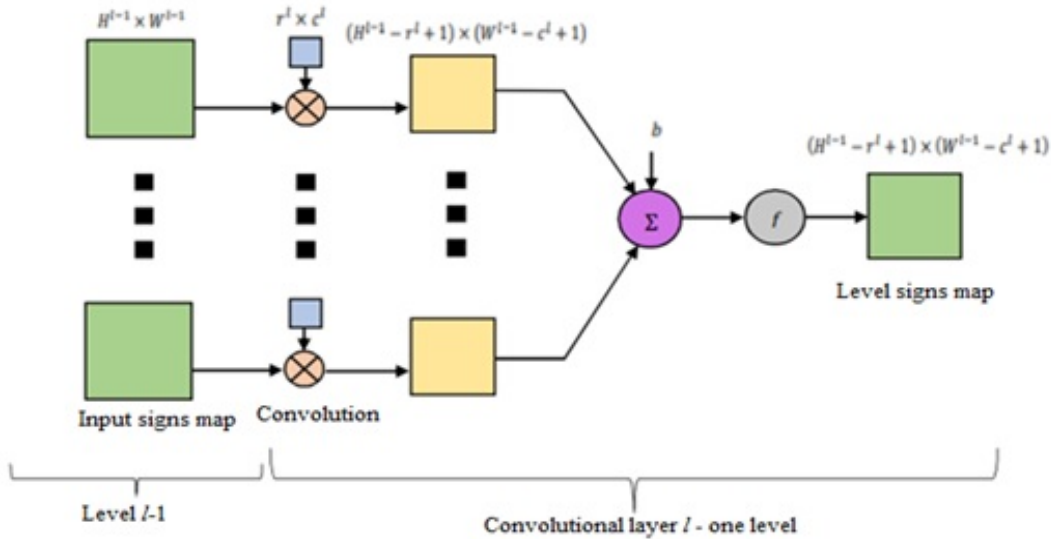 H^{l-1} × W^{l-1}
r^l × c^l
(H^{l-1} − r^l + 1) × (W^{l-1} − c^l + 1)
b
(H^{l-1} − r^l + 1) × (W^{l-1} − c^l + 1)
Σ
f
Level signs map
Input signs map
Convolution
Level l-1
Convolutional layer l - one level